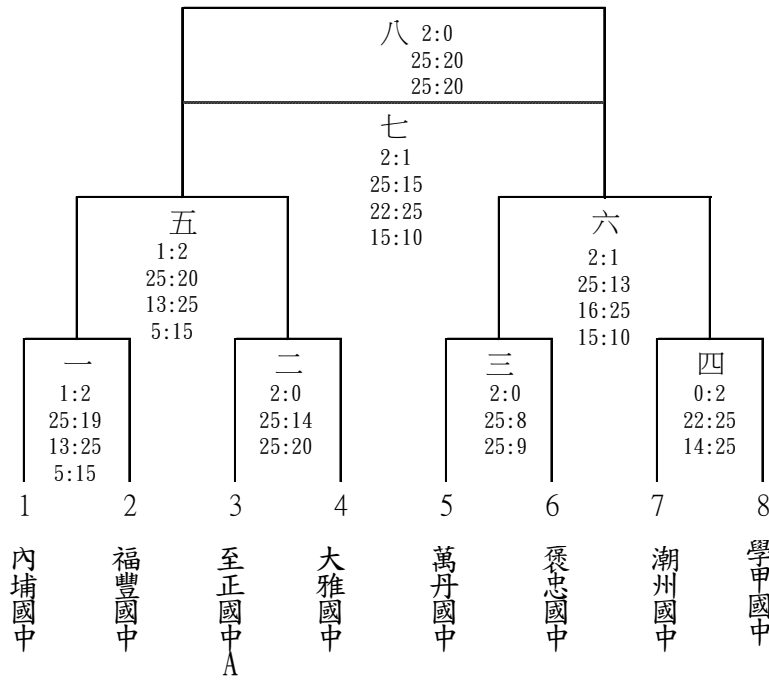 八 2:0
25:20
25:20
七
2:1
25:15
22:25
15:10
五
1:2
25:20
13:25
5:15
六
2:1
25:13
16:25
15:10
一
1:2
25:19
13:25
5:15
二
2:0
25:14
25:20
三
2:0
25:8
25:9
四
0:2
22:25
14:25
1
2
3
4
5
6
7
8
內埔國中
福豐國中
至正國中A
大雅國中
萬丹國中
褒忠國中
潮州國中
學甲國中